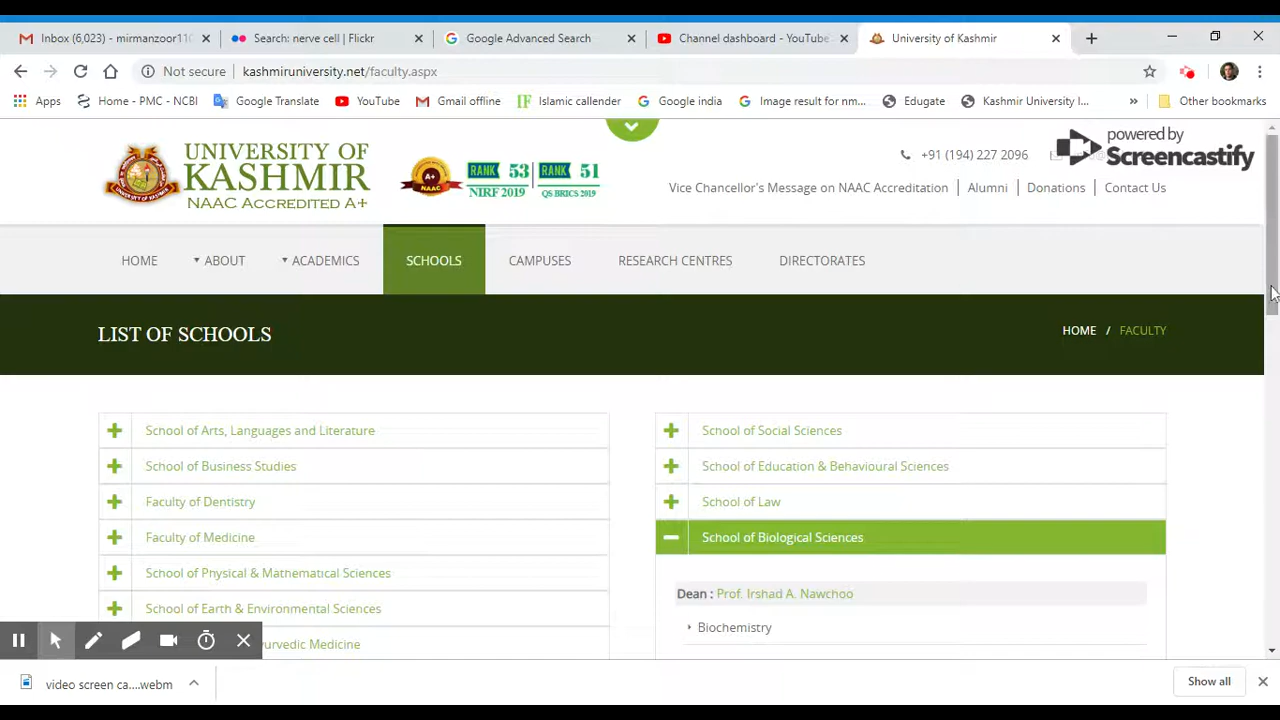 Inbox (6,023) - mirmanzoor110
Search: nerve cell | Flickr
Google Advanced Search
Channel dashboard - YouTube
University of Kashmir
Not secure
kashmiruniversity.net/faculty.aspx
Apps
Home - PMC - NCBI
Google Translate
YouTube
Gmail offline
Islamic callender
Google india
Image result for nm...
Edugate
Kashmir University I...
»
Other bookmarks
UNIVERSITY OF
KASHMIR
NAAC ACCREDITED A+
A+
NAAC
RANK 53
NIRF 2019
RANK 51
QS BRICS 2019
+91 (194) 227 2096
powered by
Screencastify
Vice Chancellor's Message on NAAC Accreditation
Alumni
Donations
Contact Us
HOME
ABOUT
ACADEMICS
SCHOOLS
CAMPUSES
RESEARCH CENTRES
DIRECTORATES
LIST OF SCHOOLS
HOME / FACULTY
School of Arts, Languages and Literature
School of Business Studies
Faculty of Dentistry
Faculty of Medicine
School of Physical & Mathematical Sciences
School of Earth & Environmental Sciences
yurvedic Medicine
School of Social Sciences
School of Education & Behavioural Sciences
School of Law
School of Biological Sciences
Dean : Prof. Irshad A. Nawchoo
Biochemistry
video screen ca....webm
Show all